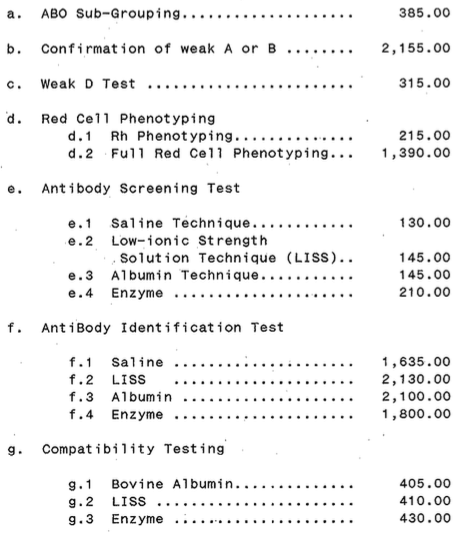 a. ABO Sub-Grouping.................... 385.00
b. Confirmation of weak A or B ........ 2,155.00
c. Weak D Test ........................ 315.00
d. Red Cell Phenotyping
d.1 Rh Phenotyping.............. 215.00
d.2 Full Red Cell Phenotyping... 1,390.00
e. Antibody Screening Test
e.1 Saline Technique............ 130.00
e.2 Low-ionic Strength
Solution Technique (LISS).. 145.00
e.3 Albumin Technique........... 145.00
e.4 Enzyme ..................... 210.00
f. AntiBody Identification Test
f.1 Saline ..................... 1,635.00
f.2 LISS ..................... 2,130.00
f.3 Albumin .................... 2,100.00
f.4 Enzyme ..................... 1,800.00
g. Compatibility Testing
g.1 Bovine Albumin.............. 405.00
g.2 LISS ....................... 410.00
g.3 Enzyme ..................... 430.00